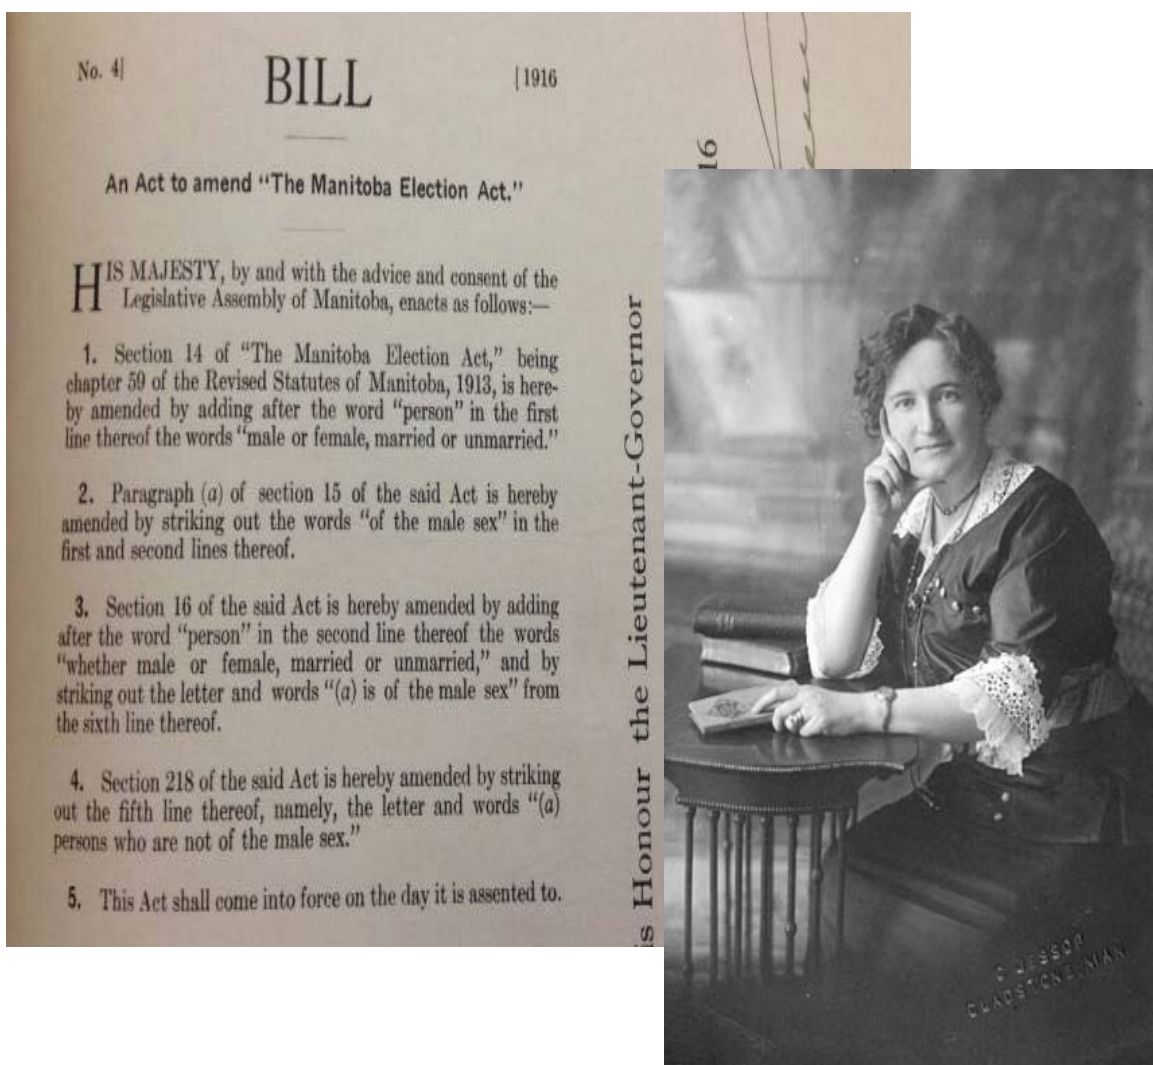 No. 4]
BILL
[1916
An Act to amend "The Manitoba Election Act."
HIS MAJESTY, by and with the advice and consent of the
Legislative Assembly of Manitoba, enacts as follows:—
1. Section 14 of "The Manitoba Election Act," being
chapter 59 of the Revised Statutes of Manitoba, 1913, is here-
by amended by adding after the word "person" in the first
line thereof the words "male or female, married or unmarried."
2. Paragraph (a) of section 15 of the said Act is hereby
amended by striking out the words "of the male sex" in the
first and second lines thereof.
3. Section 16 of the said Act is hereby amended by adding
after the word "person" in the second line thereof the words
"whether male or female, married or unmarried," and by
striking out the letter and words "(a) is of the male sex" from
the sixth line thereof.
4. Section 218 of the said Act is hereby amended by striking
out the fifth line thereof, namely, the letter and words "(a)
persons who are not of the male sex."
5. This Act shall come into force on the day it is assented to.
is Honour the Lieutenant-Governor
16
C JESSOP
GLADSTONE, MAN